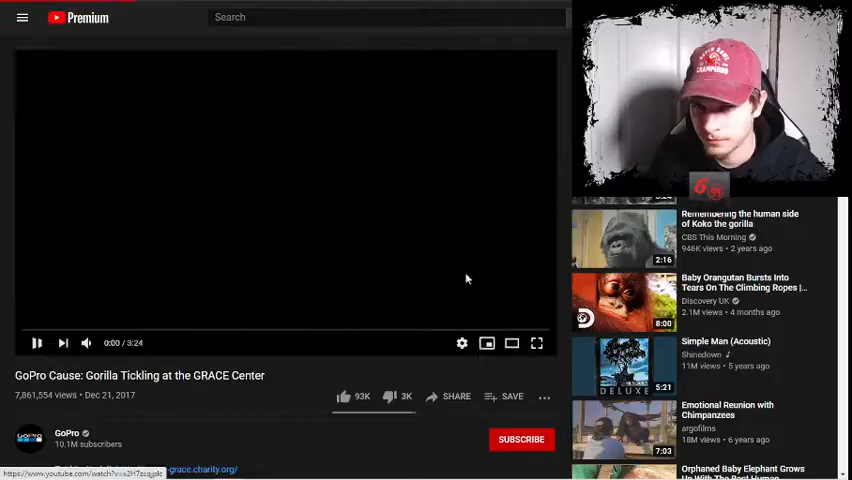 Premium
Search
0:00 / 3:24
GoPro Cause: Gorilla Tickling at the GRACE Center
7,861,554 views • Dec 21, 2017
93K
3K
SHARE
SAVE
GoPro
10.1M subscribers
SUBSCRIBE
-grace.charity.org/
Remembering the human side
of Koko the gorilla
CBS This Morning
946K views • 2 years ago
2:16
Baby Orangutan Bursts Into
Tears On The Climbing Ropes |...
Discovery UK
2.1M views • 4 months ago
8:00
Simple Man (Acoustic)
Shinedown
11M views • 5 years ago
DELUXE
5:21
Emotional Reunion with
Chimpanzees
argofilms
18M views • 6 years ago
7:03
Orphaned Baby Elephant Grows